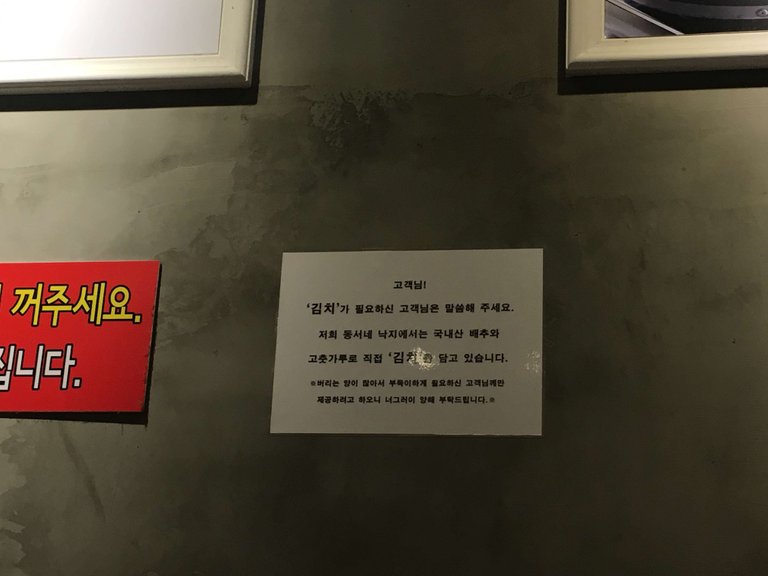 꺼주세요.
집니다.
고객님!
'김치'가 필요하신 고객님은 말씀해 주세요.
저희 동서네 낙지에서는 국내산 배추와
고춧가루로 직접 '김치'를 담고 있습니다.
※버리는 양이 많아서 부득이하게 필요하신 고객님께만
제공하려고 하오니 너그러이 양해 부탁드립니다.※